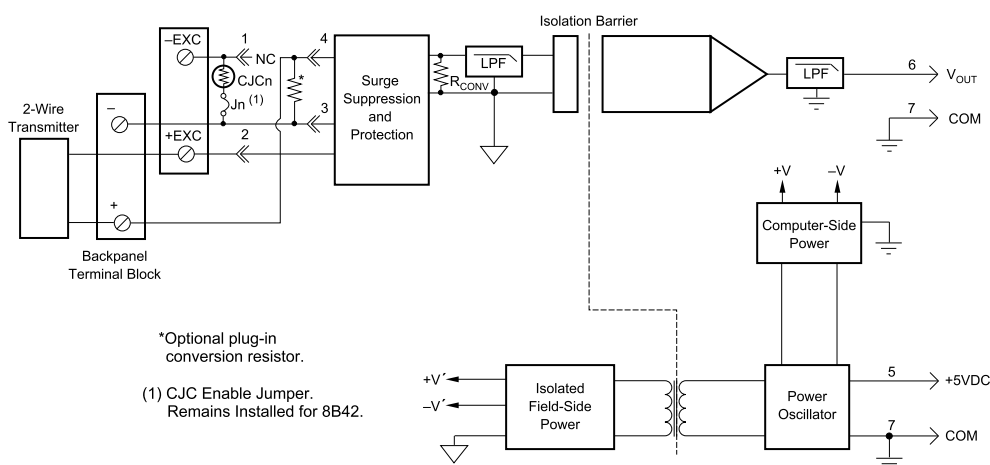 Isolation Barrier
–EXC
1
NC
4
CJCn
*
Jn (1)
3
Surge
Suppression
and
Protection
RCONV
LPF
LPF
6
VOUT
7
COM
2-Wire
Transmitter
–
+EXC
2
+
Backpanel
Terminal Block
+V
–V
Computer-Side
Power
*Optional plug-in
conversion resistor.
(1) CJC Enable Jumper.
Remains Installed for 8B42.
+V´
–V´
Isolated
Field-Side
Power
Power
Oscillator
5
+5VDC
7
COM